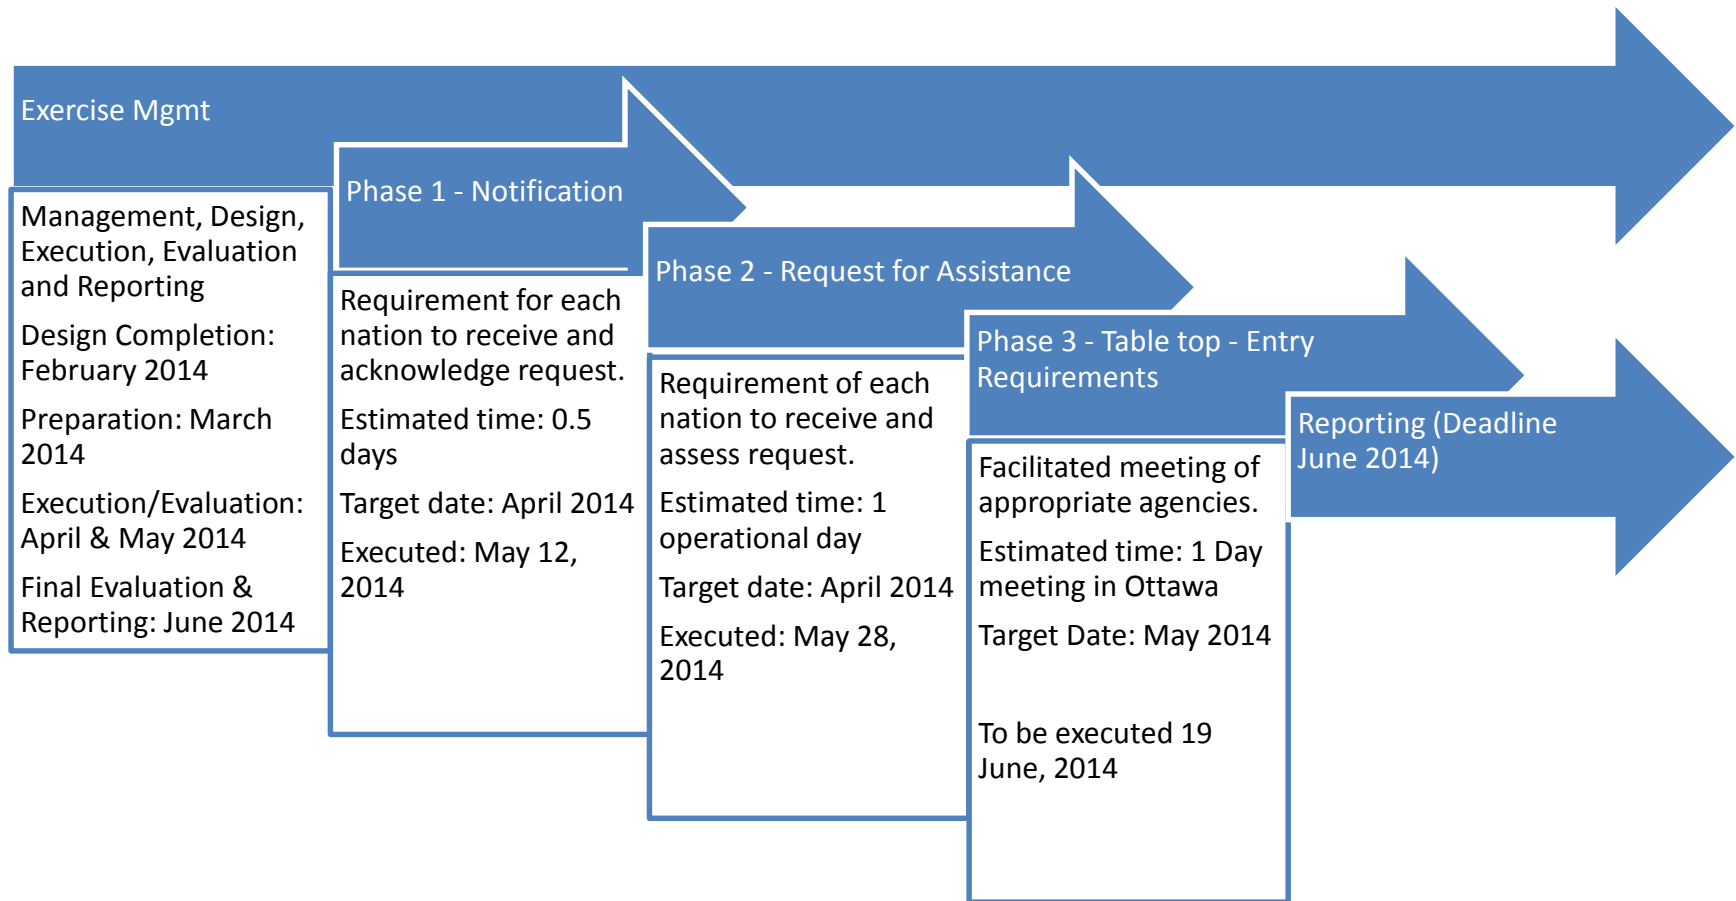 Exercise Mgmt
Management, Design,
Execution, Evaluation
and Reporting
Design Completion:
February 2014
Preparation: March
2014
Execution/Evaluation:
April & May 2014
Final Evaluation &
Reporting: June 2014
Phase 1 - Notification
Requirement for each
nation to receive and
acknowledge request.
Estimated time: 0.5
days
Target date: April 2014
Executed: May 12,
2014
Phase 2 - Request for Assistance
Requirement of each
nation to receive and
assess request.
Estimated time: 1
operational day
Target date: April 2014
Executed: May 28,
2014
Phase 3 - Table top - Entry
Requirements
Facilitated meeting of
appropriate agencies.
Estimated time: 1 Day
meeting in Ottawa
Target Date: May 2014
To be executed 19
June, 2014
Reporting (Deadline
June 2014)